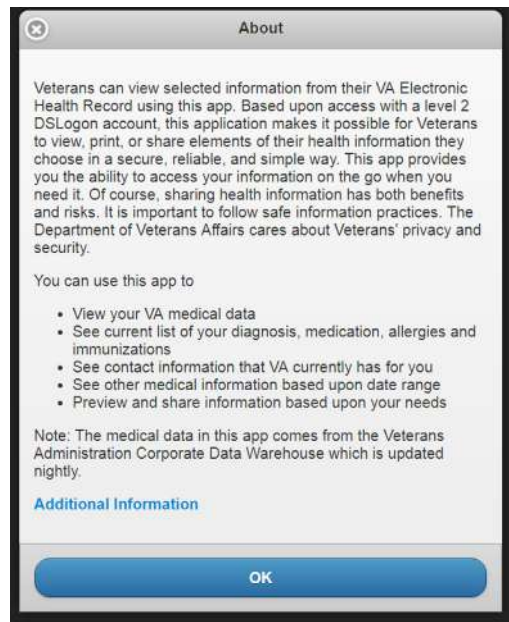 About
Veterans can view selected information from their VA Electronic
Health Record using this app. Based upon access with a level 2
DSLogon account, this application makes it possible for Veterans
to view, print, or share elements of their health information they
choose in a secure, reliable, and simple way. This app provides
you the ability to access your information on the go when you
need it. Of course, sharing health information has both benefits
and risks. It is important to follow safe information practices. The
Department of Veterans Affairs cares about Veterans' privacy and
security.
You can use this app to
• View your VA medical data
• See current list of your diagnosis, medication, allergies and
immunizations
• See contact information that VA currently has for you
• See other medical information based upon date range
• Preview and share information based upon your needs
Note: The medical data in this app comes from the Veterans
Administration Corporate Data Warehouse which is updated
nightly.
Additional Information
OK